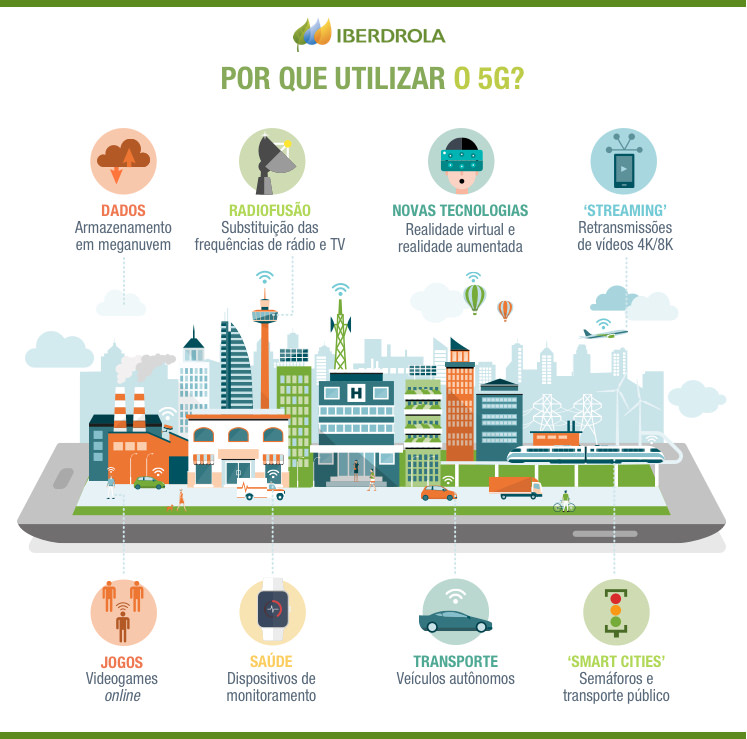 IBERDROLA
POR QUE UTILIZAR O 5G?
DADOS
Armazenamento
em meganuvem
RADIOFUSÃO
Substituição das
frequências de rádio e TV
NOVAS TECNOLOGIAS
Realidade virtual e
realidade aumentada
‘STREAMING’
Retransmissões
de vídeos 4K/8K
H
JOGOS
Videogames
online
SAÚDE
Dispositivos de
monitoramento
TRANSPORTE
Veículos autônomos
‘SMART CITIES’
Semáforos e
transporte público